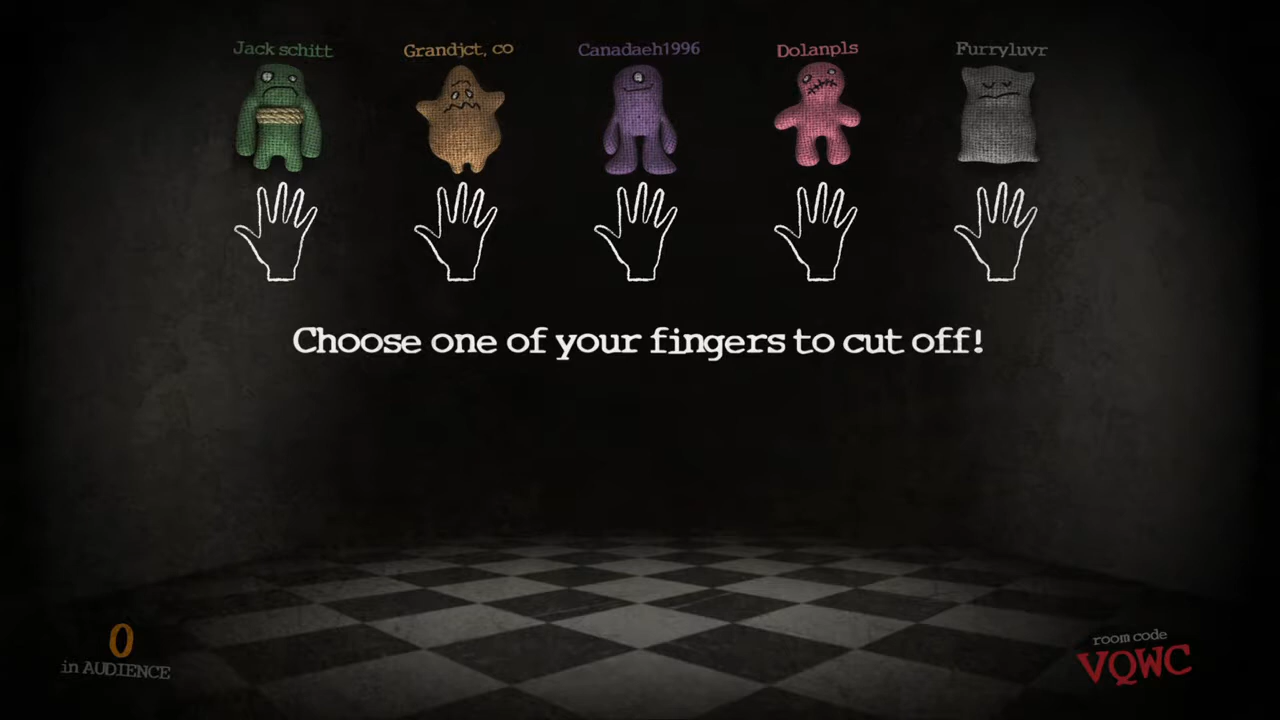 Jack schitt
Grandjct, co
Canadaeh1996
Dolanpls
Furryluvr
Choose one of your fingers to cut off!
0
in AUDIENCE
room code
VQWC